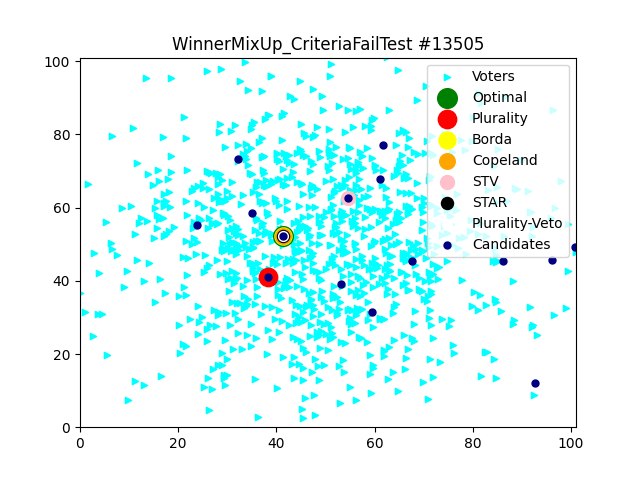 WinnerMixUp_CriteriaFailTest #13505
100
80
60
40
20
0
0 20 40 60 80 100
Voters
Optimal
Plurality
Borda
Copeland
STV
STAR
Plurality-Veto
Candidates